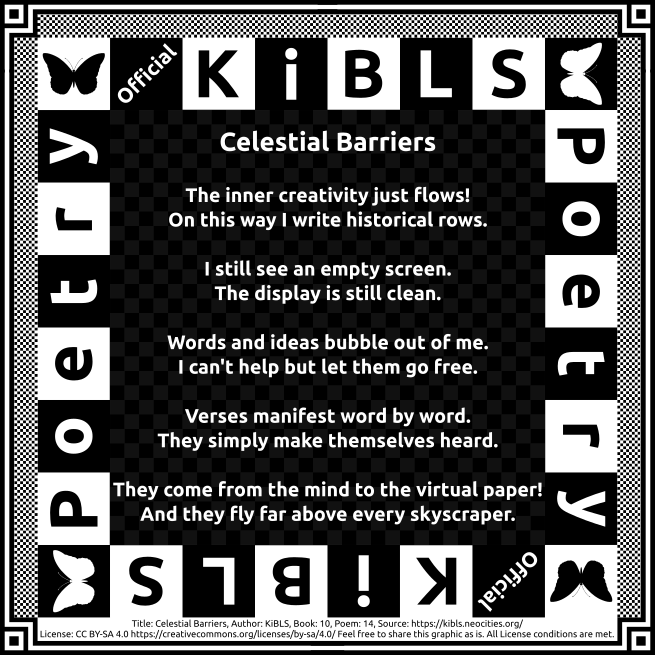 Official KiBLS
Poetry
Poetry
Celestial Barriers
The inner creativity just flows!
On this way I write historical rows.
I still see an empty screen.
The display is still clean.
Words and ideas bubble out of me.
I can't help but let them go free.
Verses manifest word by word.
They simply make themselves heard.
They come from the mind to the virtual paper!
And they fly far above every skyscraper.
Official KiBLS
Title: Celestial Barriers, Author: KiBLS, Book: 10, Poem: 14, Source: https://kibls.neocities.org/
License: CC BY-SA 4.0 https://creativecommons.org/licenses/by-sa/4.0/ Feel free to share this graphic as is. All License conditions are met.